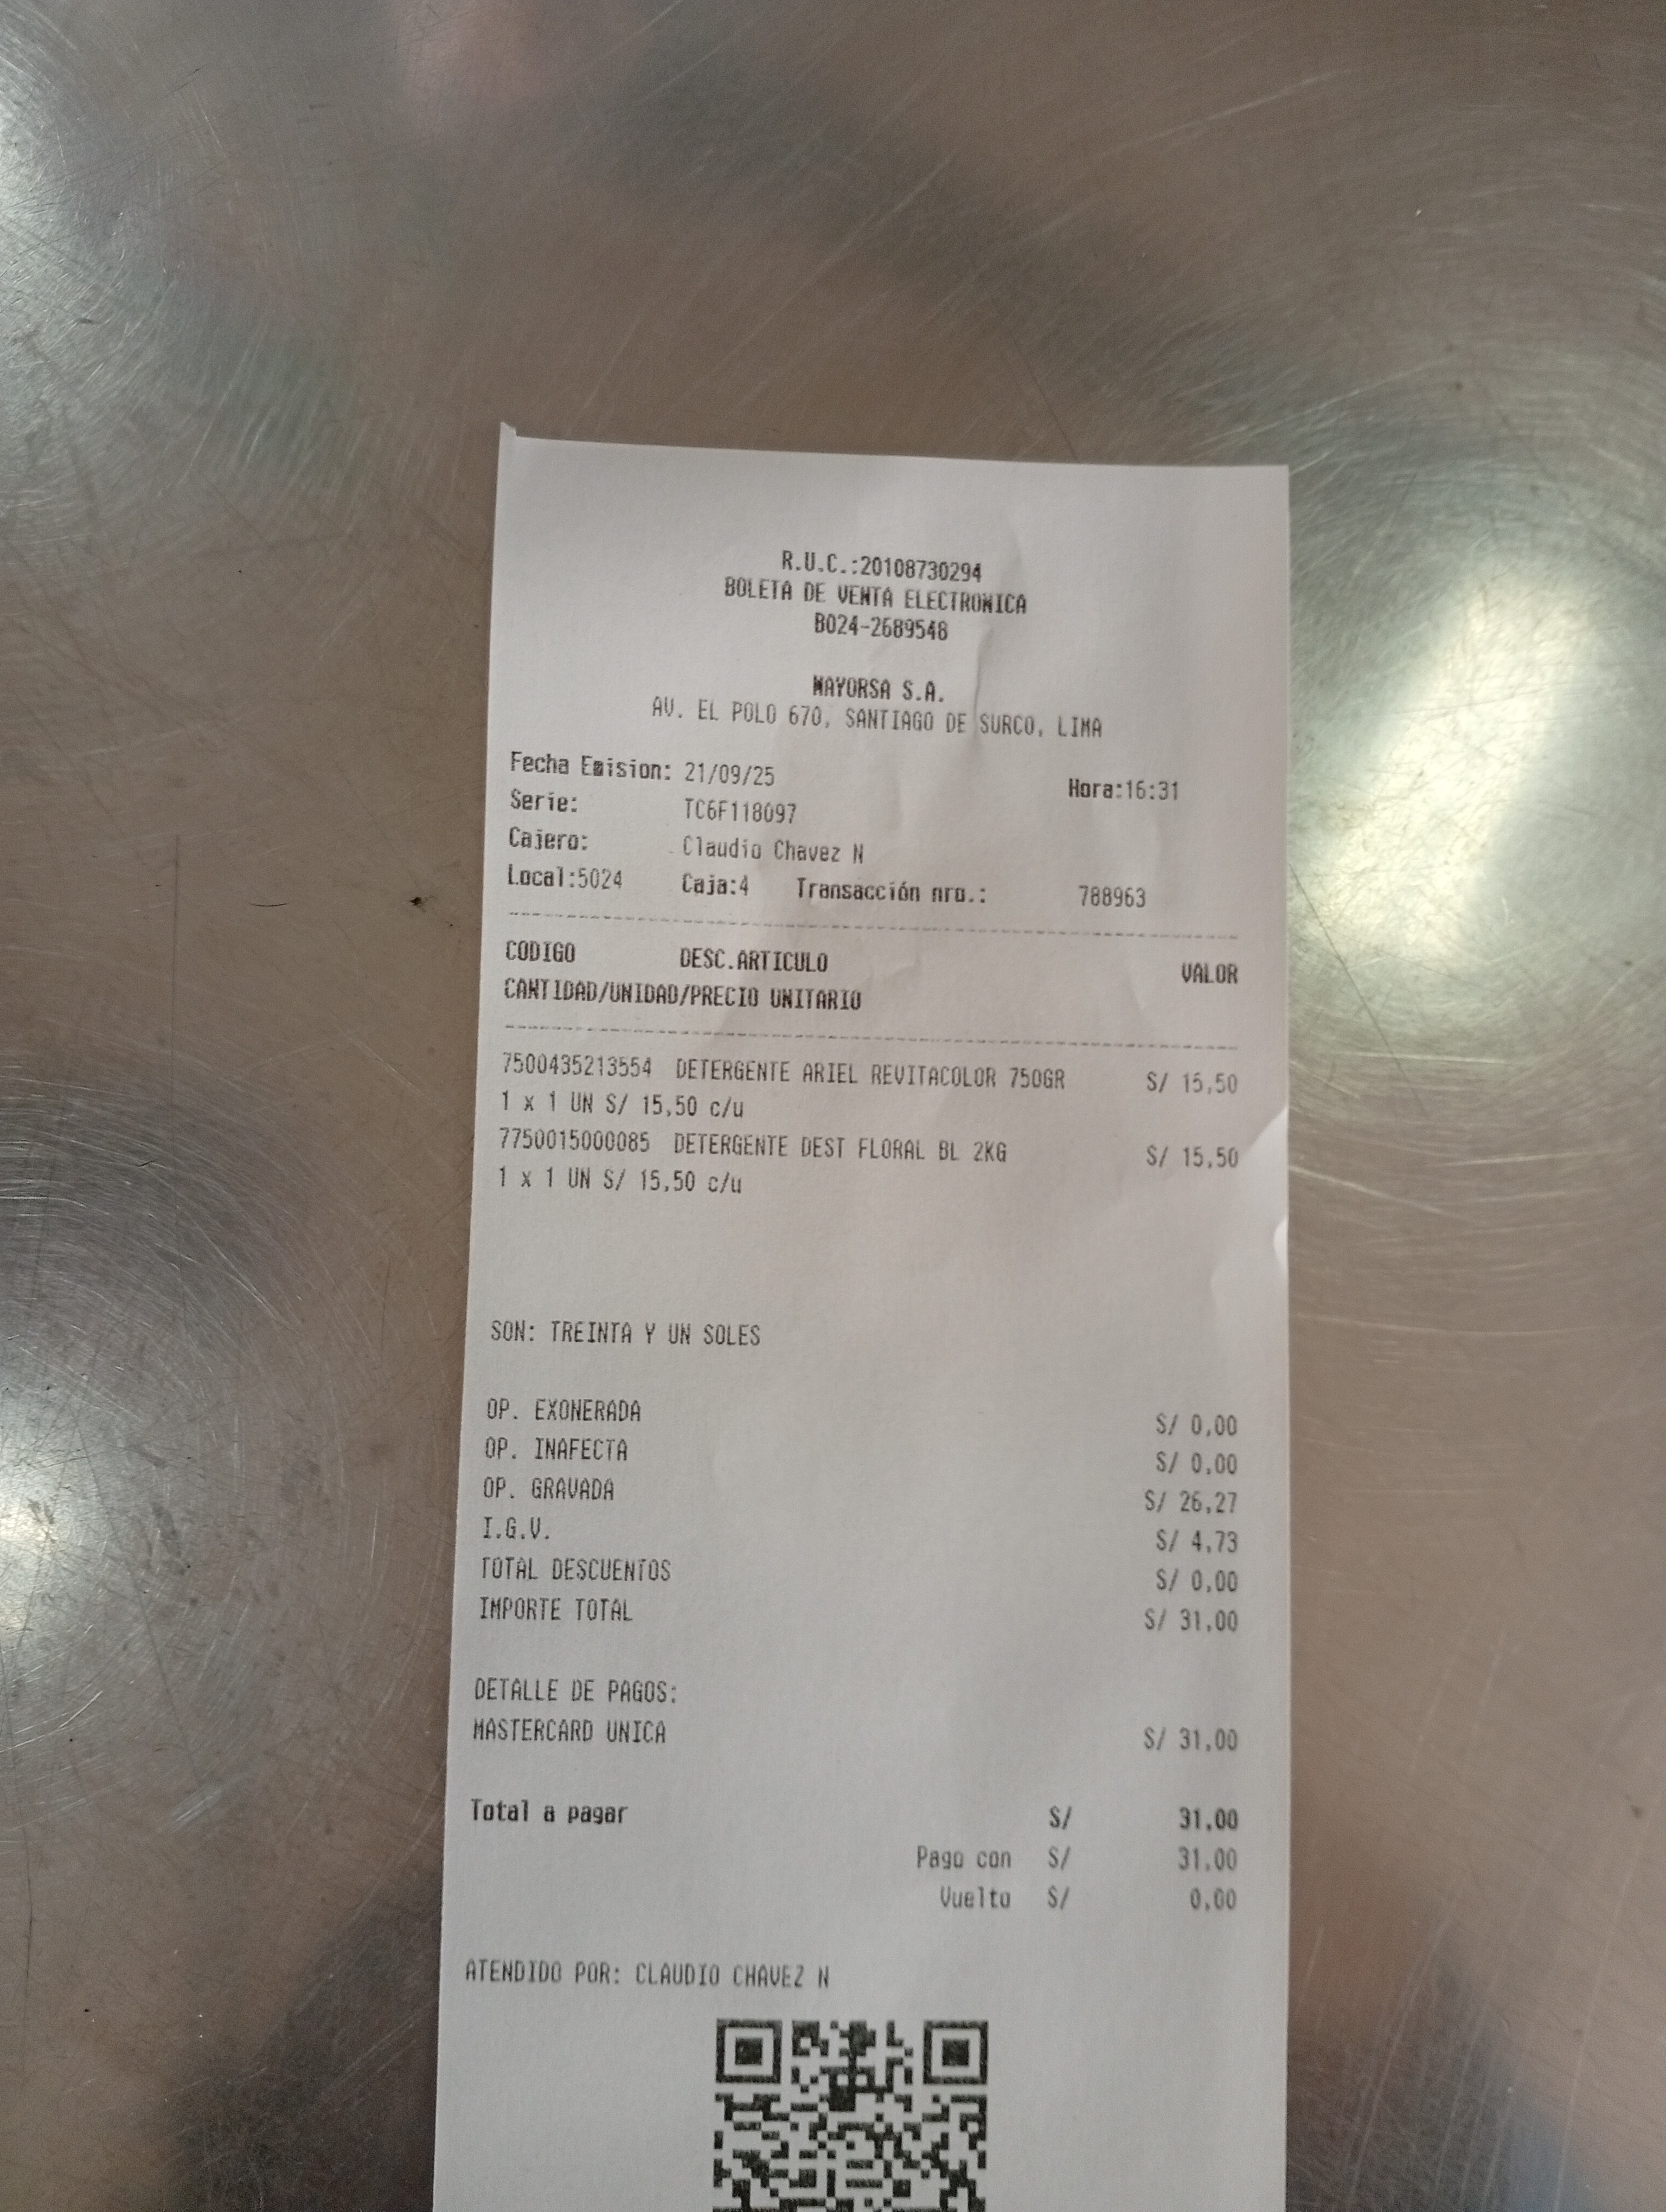 R.U.C.:20108730294
BOLETA DE VENTA ELECTRONICA
B024-2689548
MAYORSA S.A.
AV. EL POLO 670, SANTIAGO DE SURCO, LIMA
Fecha Emision: 21/09/25 Hora:16:31
Serie: TC6F118097
Cajero: Claudio Chavez N
Local:5024 Caja:4 Transacción nro.: 788963
CODIGO DESC.ARTICULO VALOR
CANTIDAD/UNIDAD/PRECIO UNITARIO
7500435213554 DETERGENTE ARIEL REVITACOLOR 750GR S/ 15,50
1 x 1 UN S/ 15,50 c/u
7750015000085 DETERGENTE DEST FLORAL BL 2KG S/ 15,50
1 x 1 UN S/ 15,50 c/u
SON: TREINTA Y UN SOLES
OP. EXONERADA S/ 0,00
OP. INAFECTA S/ 0,00
OP. GRAVADA S/ 26,27
I.G.V. S/ 4,73
TOTAL DESCUENTOS S/ 0,00
IMPORTE TOTAL S/ 31,00
DETALLE DE PAGOS:
MASTERCARD UNICA S/ 31,00
Total a pagar S/ 31,00
Pago con S/ 31,00
Vuelto S/ 0,00
ATENDIDO POR: CLAUDIO CHAVEZ N